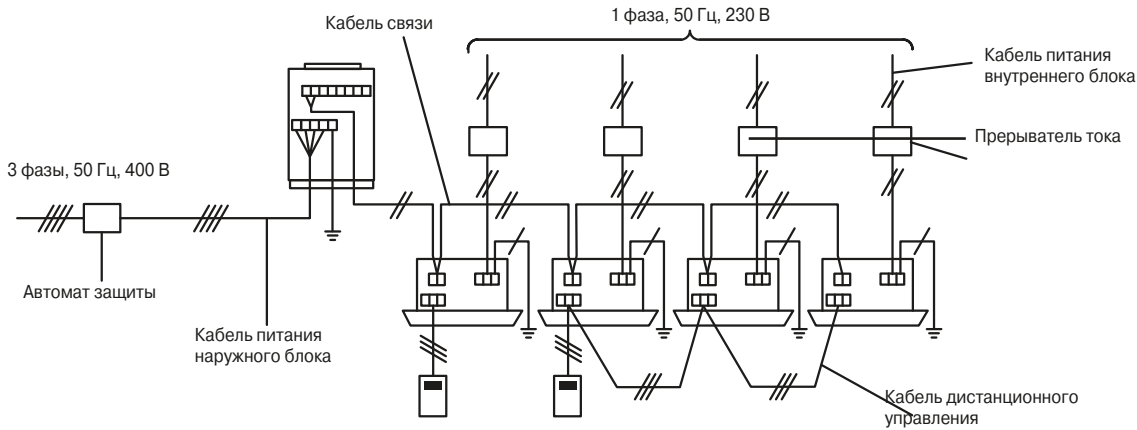 Кабель связи
1 фаза, 50 Гц, 230 В
Кабель питания
внутреннего блока
Прерыватель тока
3 фазы, 50 Гц, 400 В
Автомат защиты
Кабель питания
наружного блока
Кабель дистанционного
управления